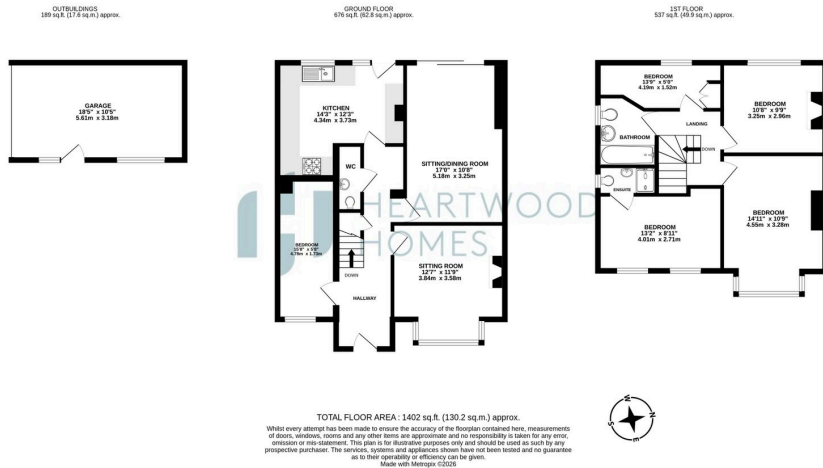 OUTBUILDINGS
189 sq.ft. (17.6 sq.m.) approx.
GROUND FLOOR
676 sq.ft. (62.8 sq.m.) approx.
1ST FLOOR
537 sq.ft. (49.9 sq.m.) approx.
GARAGE
18'5" x 10'5"
5.61m x 3.18m
KITCHEN
14'3" x 12'3"
4.34m x 3.73m
WC
SITTING/DINING ROOM
17'0" x 10'8"
5.18m x 3.25m
BEDROOM
15'8" x 5'8"
4.78m x 1.73m
DOWN
HALLWAY
SITTING ROOM
12'7" x 11'9"
3.84m x 3.58m
BEDROOM
13'9" x 5'0"
4.19m x 1.52m
BEDROOM
10'8" x 9'9"
3.25m x 2.96m
LANDING
BATHROOM
DOWN
ENSUITE
BEDROOM
13'2" x 8'11"
4.01m x 2.71m
BEDROOM
14'11" x 10'9"
4.55m x 3.28m
HEARTWOOD
HOMES
N
E
S
W
TOTAL FLOOR AREA : 1402 sq.ft. (130.2 sq.m.) approx.
Whilst every attempt has been made to ensure the accuracy of the floorplan contained here, measurements
of doors, windows, rooms and any other items are approximate and no responsibility is taken for any error,
omission or mis-statement. This plan is for illustrative purposes only and should be used as such by any
prospective purchaser. The services, systems and appliances shown have not been tested and no guarantee
as to their operability or efficiency can be given.
Made with Metropix ©2026